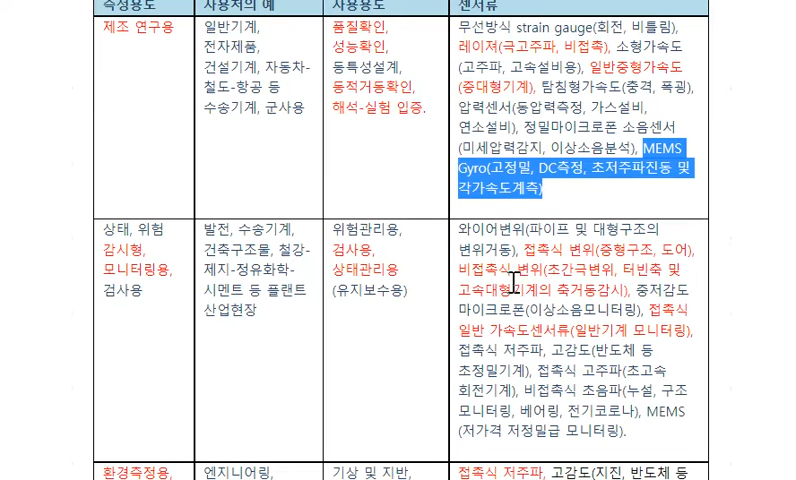 측정용도
사용처의 예
사용용도
센서류
제조 연구용
일반기계,
전자제품,
건설기계, 자동차-
철도-항공 등
수송기계, 군사용
품질확인,
성능확인,
동특성설계,
동적거동확인,
해석-실험 입증.
무선방식 strain gauge(회전, 비틀림),
레이져(극고주파, 비접촉), 소형가속도
(고주파, 고속설비용), 일반중형가속도
(중대형기계), 탐침형가속도(충격, 폭굉),
압력센서(동압력측정, 가스설비,
연소설비), 정밀마이크로폰 소음센서
(미세압력감지, 이상소음분석), MEMS
Gyro(고정밀, DC측정, 초저주파진동 및
각가속도계측)
상태, 위험
감시형,
모니터링용,
검사용
발전, 수송기계,
건축구조물, 철강-
제지-정유화학-
시멘트 등 플랜트
산업현장
위험관리용,
검사용,
상태관리용
(유지보수용)
와이어변위(파이프 및 대형구조의
변위거동), 접촉식 변위(중형구조, 도어),
비접촉식 변위(초간극변위, 터빈축 및
고속대형기계의 축거동감시), 중저감도
마이크로폰(이상소음모니터링), 접촉식
일반 가속도센서류(일반기계 모니터링),
접촉식 저주파, 고감도(반도체 등
초정밀기계), 접촉식 고주파(초고속
회전기계), 비접촉식 초음파(누설, 구조
모니터링, 베어링, 전기코로나), MEMS
(저가격 저정밀급 모니터링).
환경측정용,
엔지니어링,
기상 및 지반,
접촉식 저주파, 고감도(지진, 반도체 등